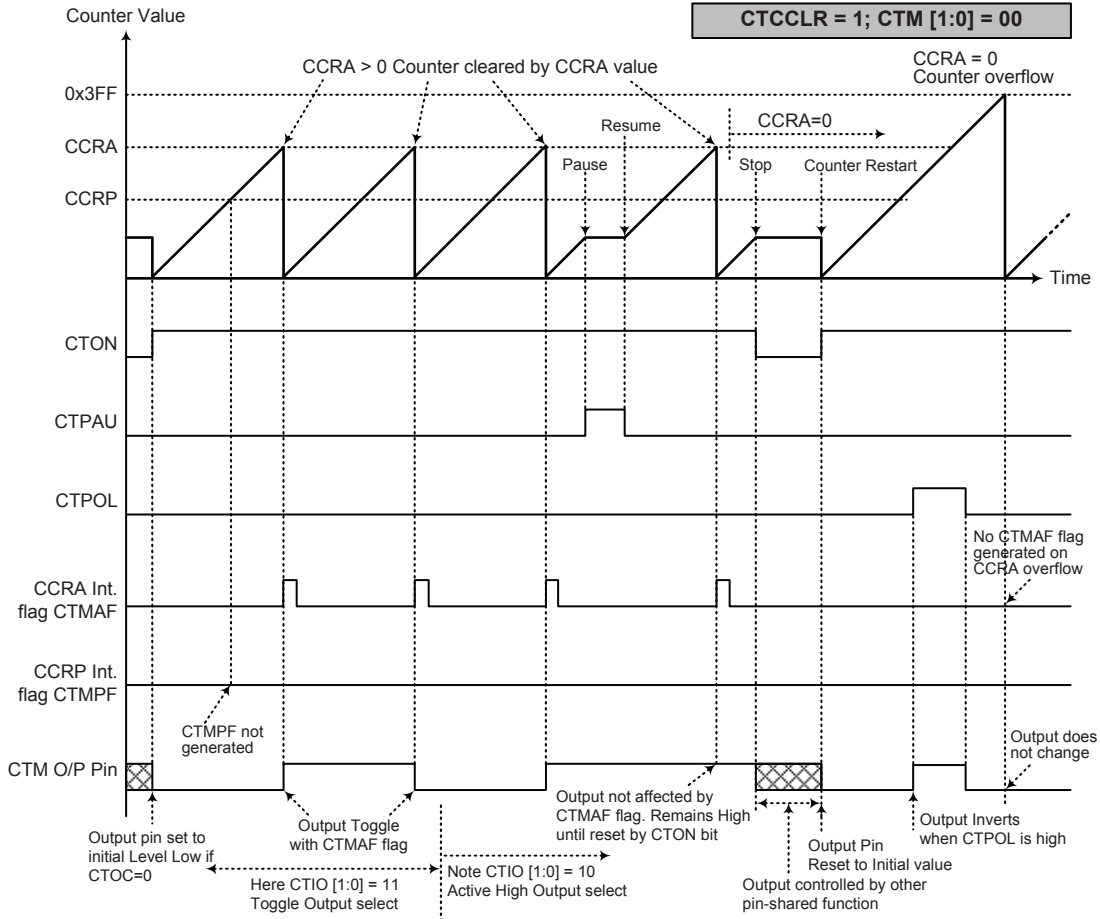 Counter Value
CTCCLR = 1; CTM [1:0] = 00
CCRA > 0 Counter cleared by CCRA value
CCRA = 0
Counter overflow
0x3FF
Resume
CCRA=0
CCRA
Pause
Stop
Counter Restart
CCRP
Time
CTON
CTPAU
CTPOL
No CTMAF flag
generated on
CCRA overflow
CCRA Int.
flag CTMAF
CCRP Int.
flag CTMPF
CTMPF not
generated
Output does
not change
CTM O/P Pin
Output pin set to
initial Level Low if
CTOC=0
Output Toggle
with CTMAF flag
Output not affected by
CTMAF flag. Remains High
until reset by CTON bit
Output Inverts
when CTPOL is high
Output Pin
Reset to Initial value
Here CTIO [1:0] = 11
Toggle Output select
Note CTIO [1:0] = 10
Active High Output select
Output controlled by other
pin-shared function